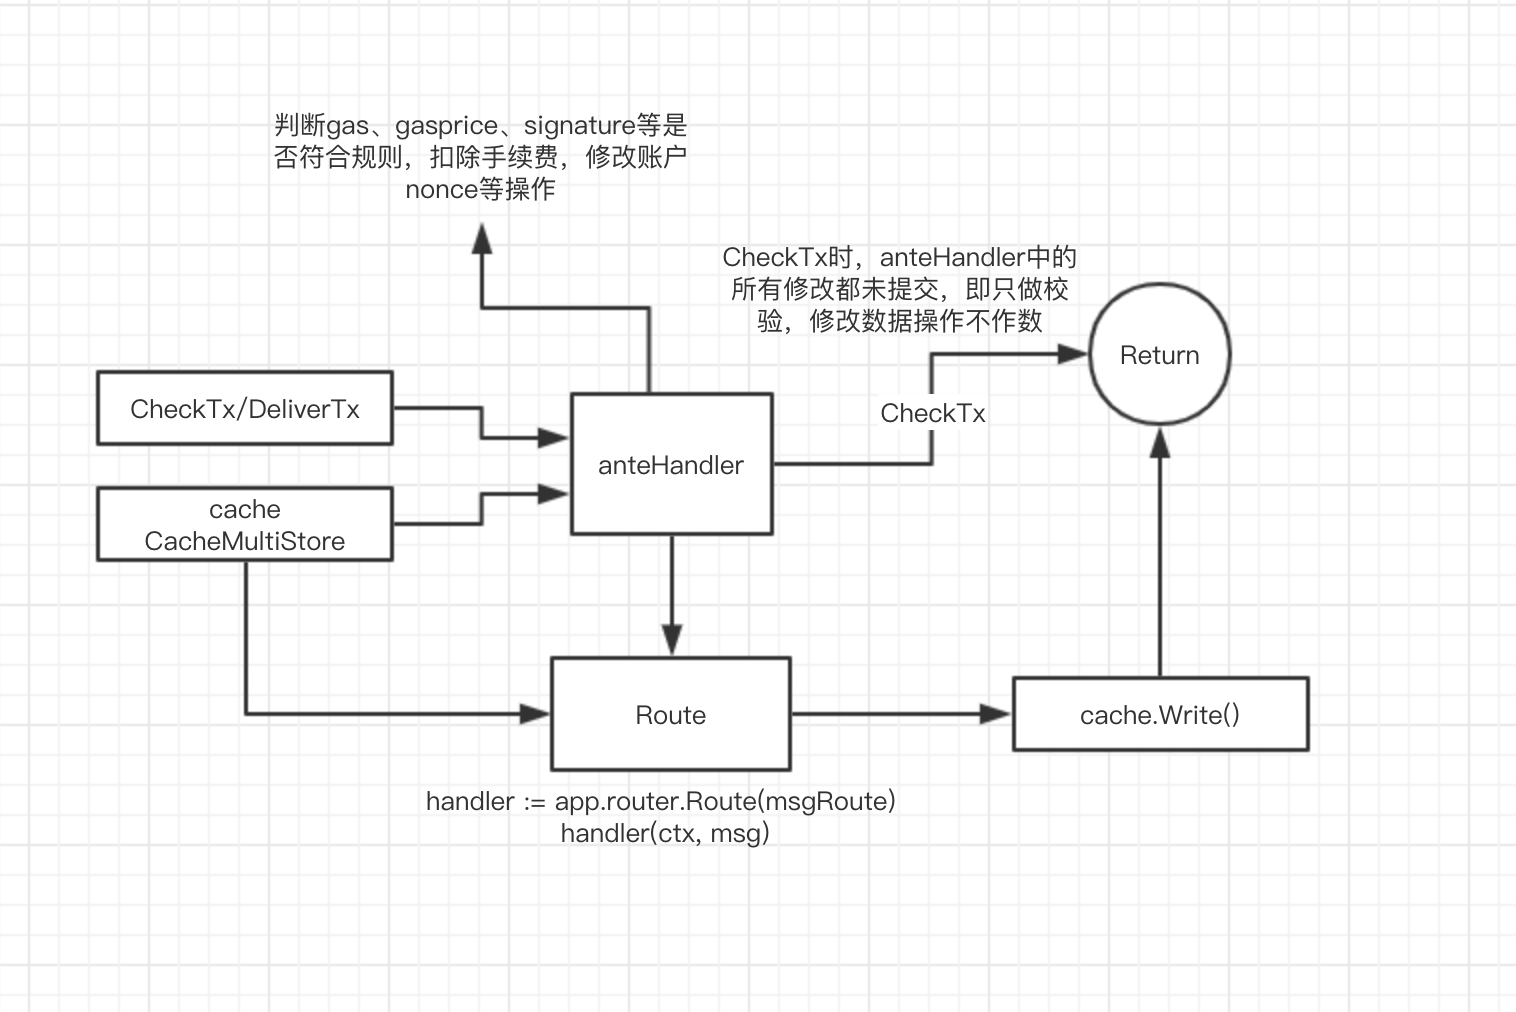 判断gas、gasprice、signature等是
否符合规则，扣除手续费，修改账户
nonce等操作
CheckTx时，anteHandler中的
所有修改都未提交，即只做校
验，修改数据操作不作数
Return
CheckTx/DeliverTx
CheckTx
anteHandler
cache
CacheMultiStore
Route
cache.Write()
handler := app.router.Route(msgRoute)
handler(ctx, msg)